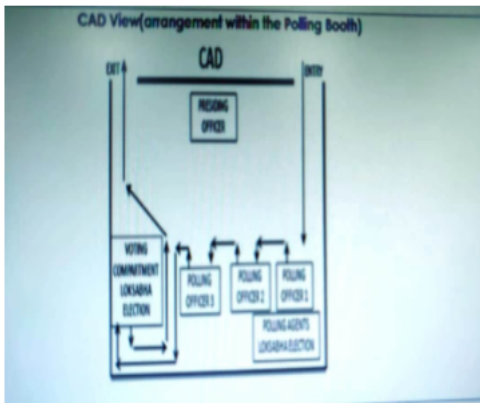 CAD View(arrangement within the Polling Booth)
CAD
EXIT
ENTRY
PRESIDING
OFFICER
VOTING
COMPARTMENT
LOKSABHA
ELECTION
POLLING
OFFICER 3
POLLING
OFFICER 2
POLLING
OFFICER 1
POLLING AGENTS
LOKSABHA ELECTION